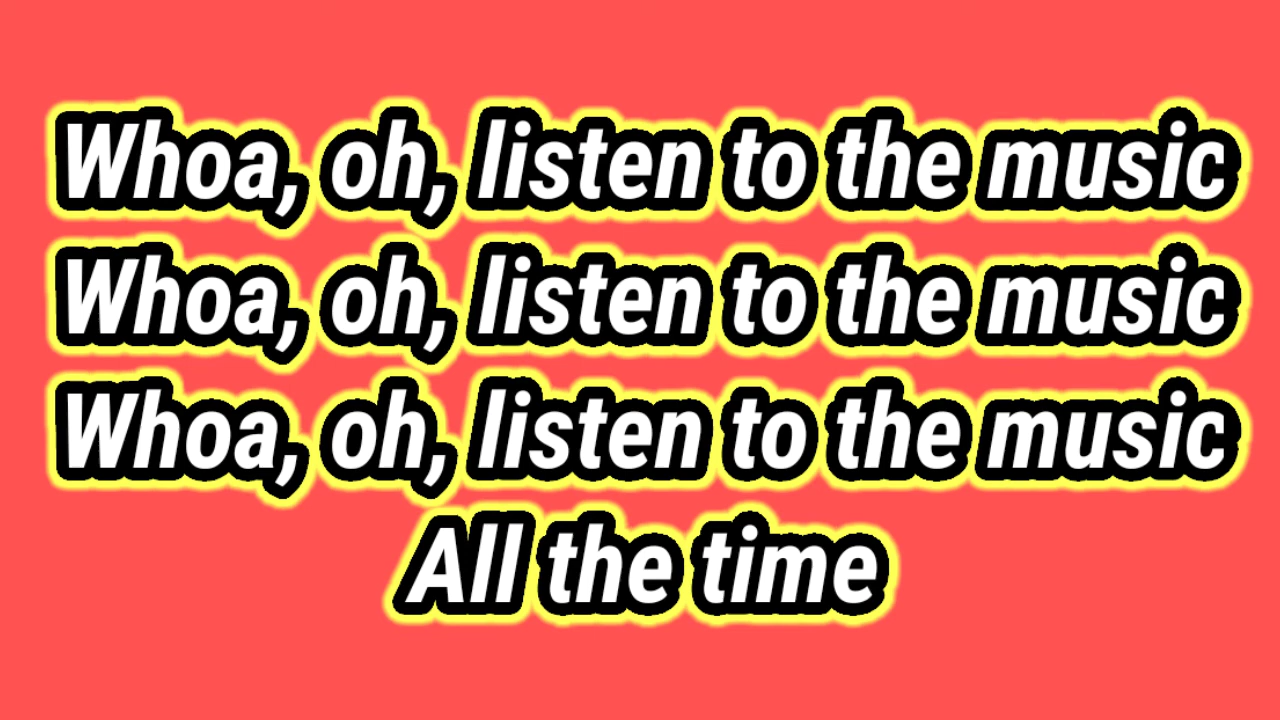 Whoa, oh, listen to the music
Whoa, oh, listen to the music
Whoa, oh, listen to the music
All the time